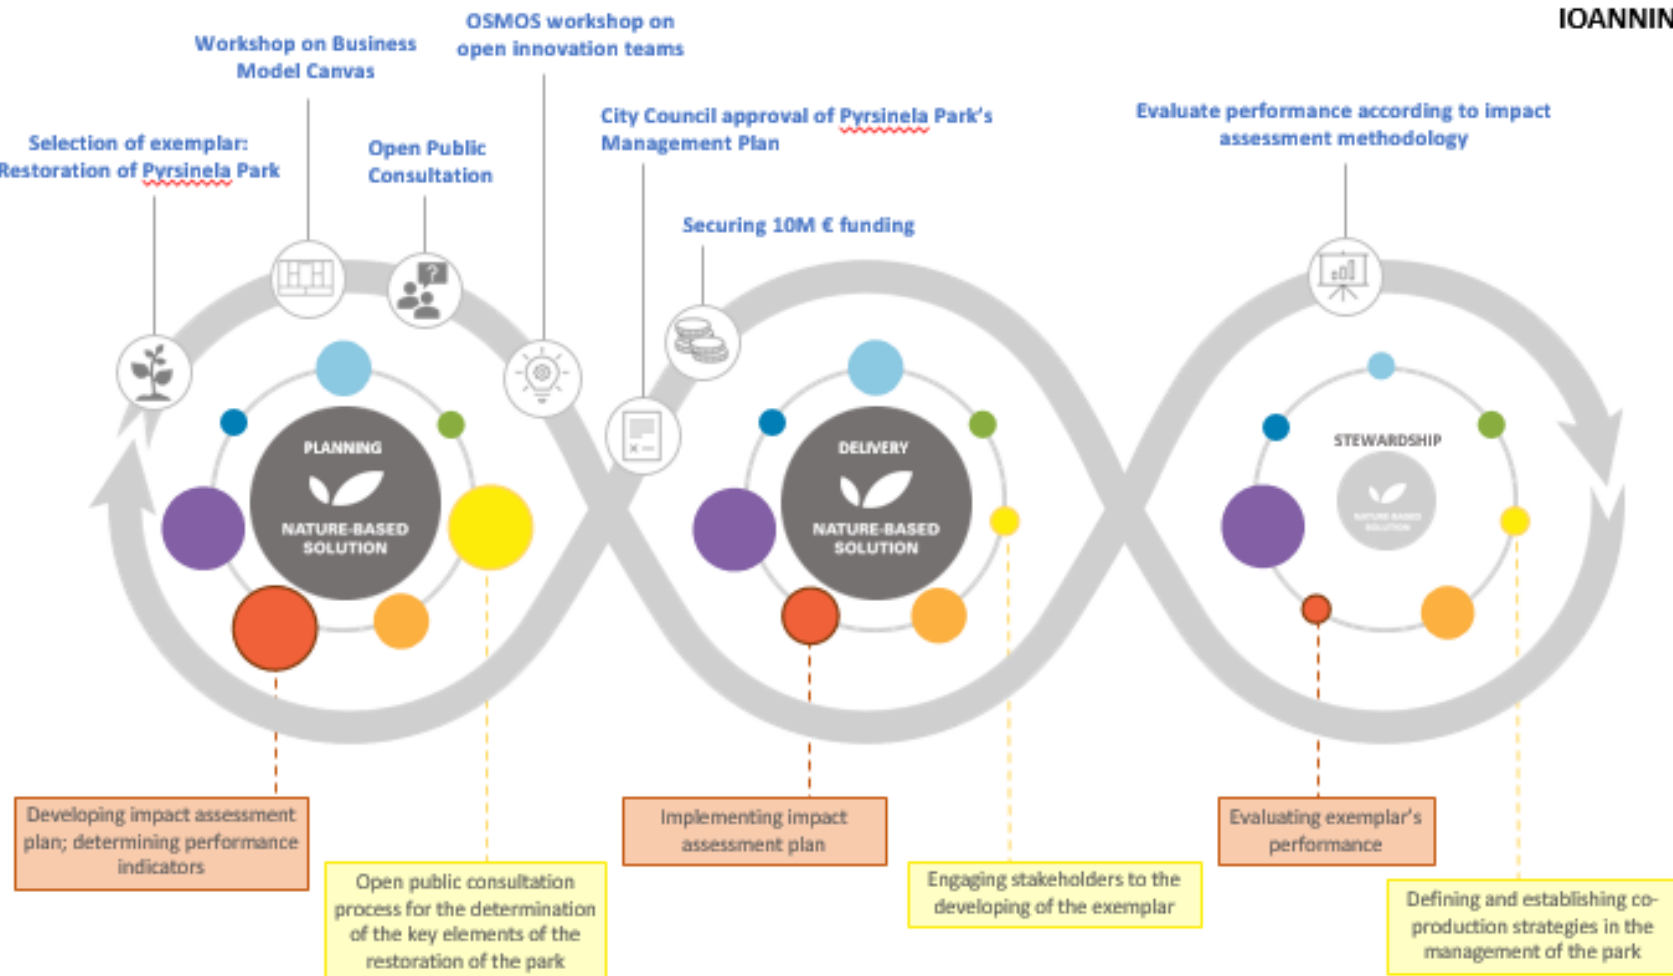 IOANNIN
OSMOS workshop on
open innovation teams
Workshop on Business
Model Canvas
Selection of exemplar:
Restoration of Pyrsinela Park
Open Public
Consultation
City Council approval of Pyrsinela Park's
Management Plan
Securing 10M € funding
Evaluate performance according to impact
assessment methodology
?
PLANNING
NATURE-BASED
SOLUTION
DELIVERY
NATURE-BASED
SOLUTION
STEWARDSHIP
NATURE-BASED
SOLUTION
Developing impact assessment
plan; determining performance
indicators
Open public consultation
process for the determination
of the key elements of the
restoration of the park
Implementing impact
assessment plan
Engaging stakeholders to the
developing of the exemplar
Evaluating exemplar's
performance
Defining and establishing co-
production strategies in the
management of the park